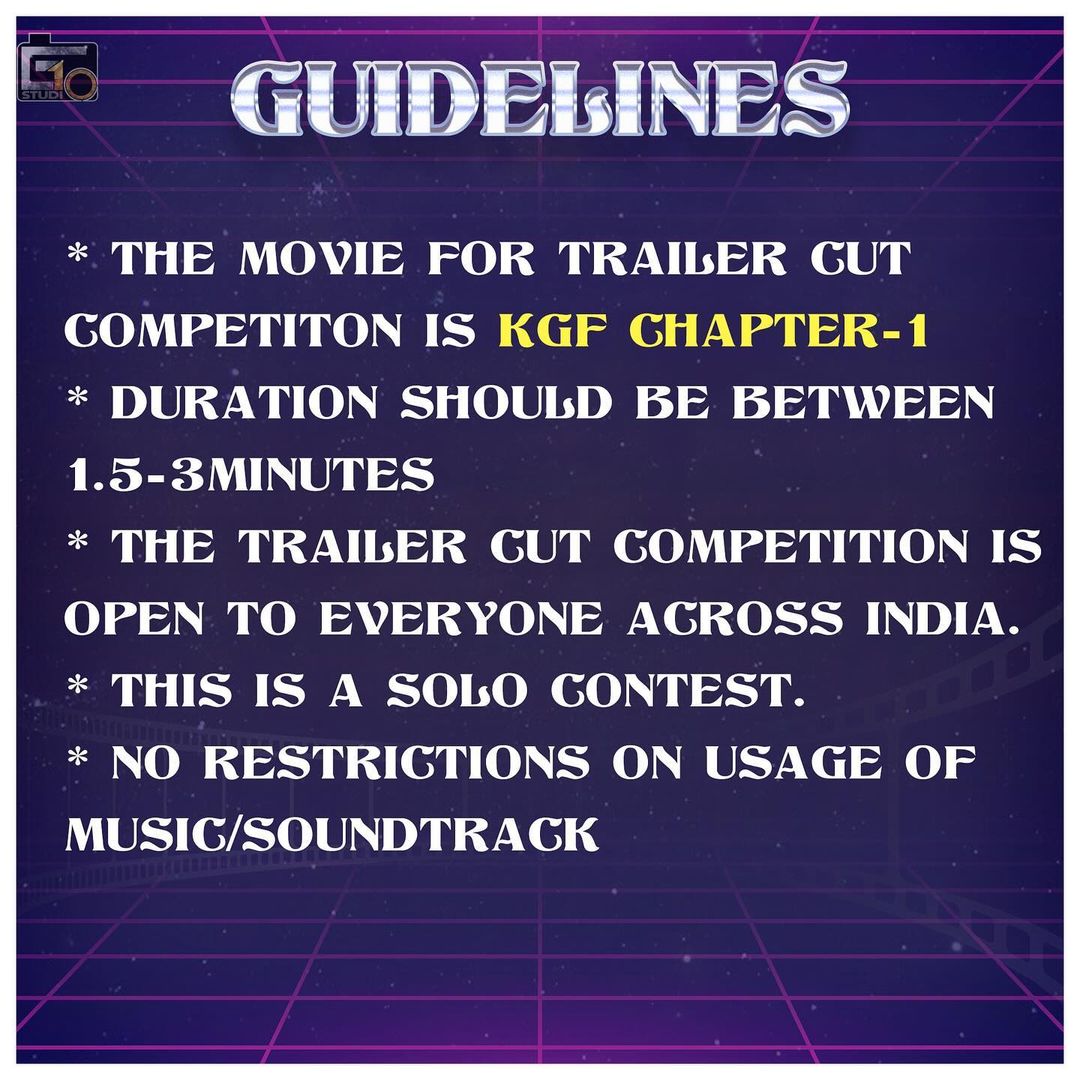 G10
STUDIO
GUIDELINES
* THE MOVIE FOR TRAILER CUT
COMPETITON IS KGF CHAPTER-1
* DURATION SHOULD BE BETWEEN
1.5-3MINUTES
* THE TRAILER CUT COMPETITION IS
OPEN TO EVERYONE ACROSS INDIA.
* THIS IS A SOLO CONTEST.
* NO RESTRICTIONS ON USAGE OF
MUSIC/SOUNDTRACK